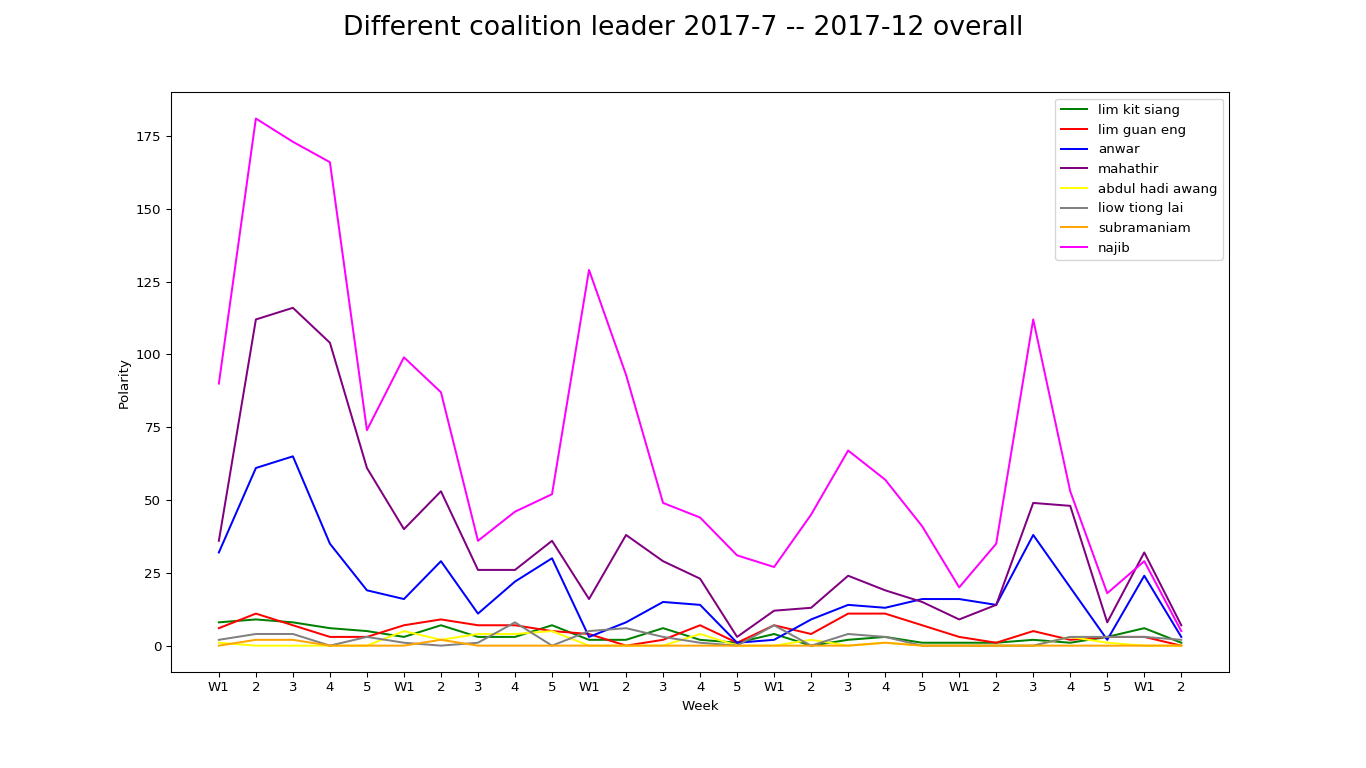 Different coalition leader 2017-7 -- 2017-12 overall
lim kit siang
lim guan eng
anwar
mahathir
abdul hadi awang
liow tiong lai
subramaniam
najib
175
150
125
100
75
50
25
0
Polarity
W1 2 3 4 5 W1 2 3 4 5 W1 2 3 4 5 W1 2 3 4 5 W1 2 3 4 5 W1 2
Week